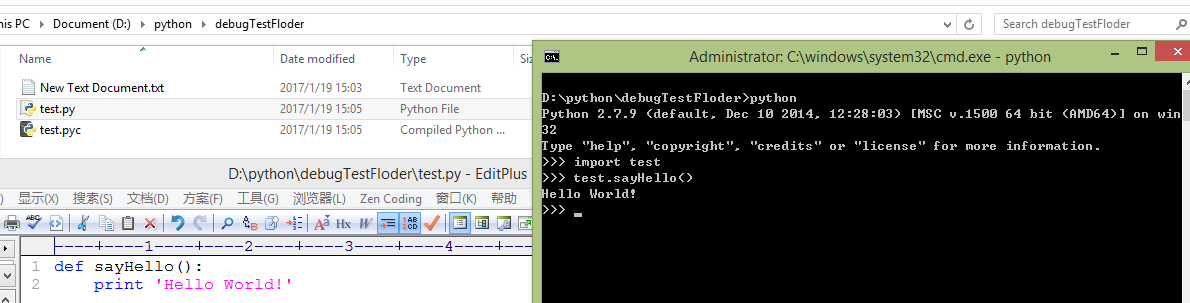 his PC > Document (D:) > python > debugTestFloder
Search debugTestFloder
Name Date modified Type Siz
New Text Document.txt 2017/1/19 15:03 Text Document
test.py 2017/1/19 15:05 Python File
test.pyc 2017/1/19 15:05 Compiled Python ...
D:\python\debugTestFloder\test.py - EditPlus
显示(X) 搜索(S) 文档(D) 方案(F) 工具(G) 浏览器(L) Zen Coding 窗口(K) 帮助
ABC Hx W AB CD
----+----1----+----2----+----3----+----4----+--
1 def sayHello():
2 print 'Hello World!'
Administrator: C:\windows\system32\cmd.exe - python
C:\.
D:\python\debugTestFloder>python
Python 2.7.9 (default, Dec 10 2014, 12:28:03) [MSC v.1500 64 bit (AMD64)] on win
32
Type "help", "copyright", "credits" or "license" for more information.
>>> import test
>>> test.sayHello()
Hello World!
>>>